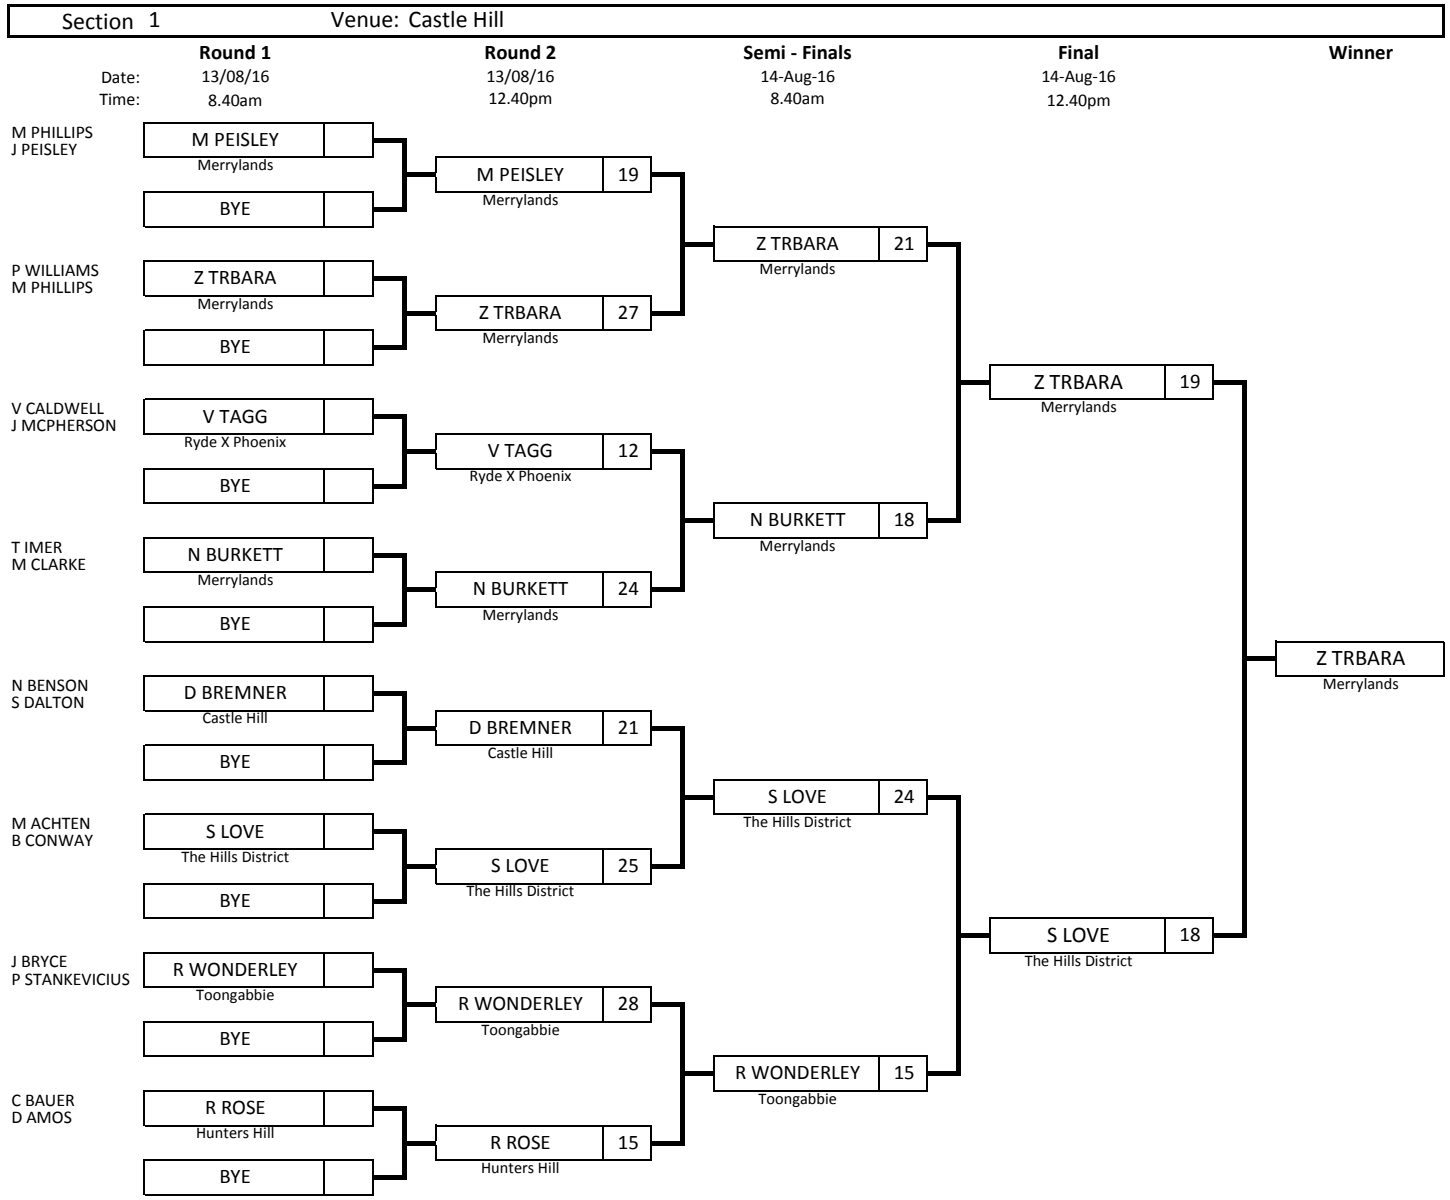 Section 1 Venue: Castle Hill
Round 1 Round 2 Semi - Finals Final Winner
Date: 13/08/16 13/08/16 14-Aug-16 14-Aug-16
Time: 8.40am 12.40pm 8.40am 12.40pm
M PHILLIPS
J PEISLEY
M PEISLEY
Merrylands
BYE
M PEISLEY 19
Merrylands
Z TRBARA 21
Merrylands
P WILLIAMS
M PHILLIPS
Z TRBARA
Merrylands
BYE
Z TRBARA 27
Merrylands
Z TRBARA 19
Merrylands
V CALDWELL
J MCPHERSON
V TAGG
Ryde X Phoenix
BYE
V TAGG 12
Ryde X Phoenix
N BURKETT 18
Merrylands
T IMER
M CLARKE
N BURKETT
Merrylands
BYE
N BURKETT 24
Merrylands
Z TRBARA
Merrylands
N BENSON
S DALTON
D BREMNER
Castle Hill
BYE
D BREMNER 21
Castle Hill
S LOVE 24
The Hills District
M ACHTEN
B CONWAY
S LOVE
The Hills District
BYE
S LOVE 25
The Hills District
S LOVE 18
The Hills District
J BRYCE
P STANKEVICIUS
R WONDERLEY
Toongabbie
BYE
R WONDERLEY 28
Toongabbie
R WONDERLEY 15
Toongabbie
C BAUER
D AMOS
R ROSE
Hunters Hill
BYE
R ROSE 15
Hunters Hill